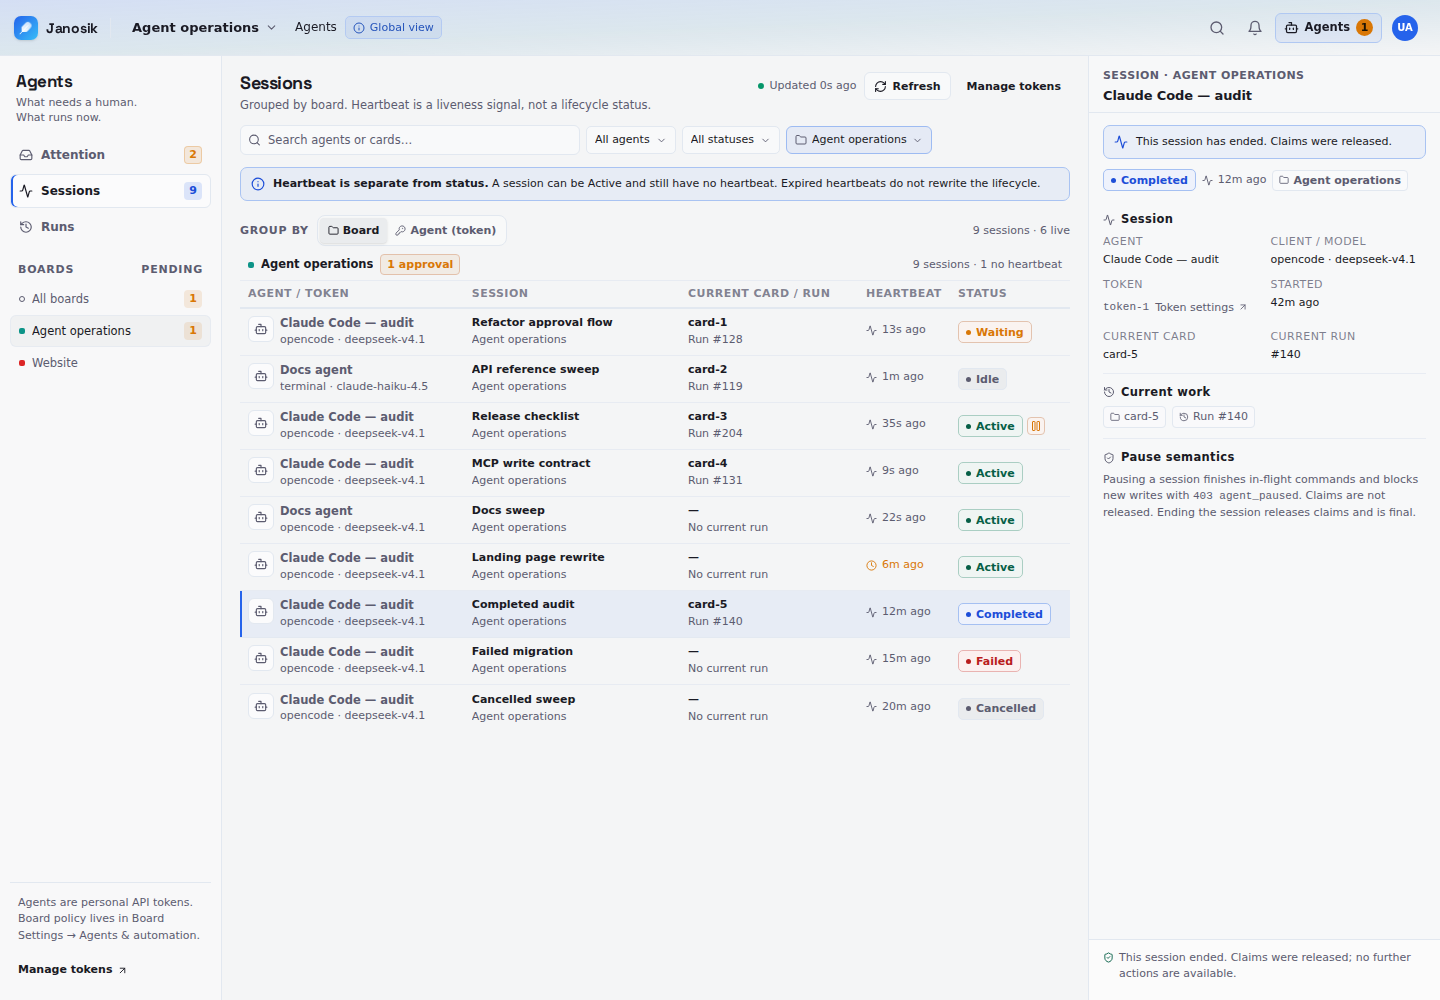 Janosik
Agent operations
Agents
Global view
Agents 1
UA
Agents
What needs a human.
What runs now.
Attention 2
Sessions 9
Runs
BOARDS PENDING
All boards 1
Agent operations 1
Website
Agents are personal API tokens.
Board policy lives in Board
Settings → Agents & automation.
Manage tokens
Sessions
Grouped by board. Heartbeat is a liveness signal, not a lifecycle status.
Updated 0s ago
Refresh
Manage tokens
Search agents or cards...
All agents
All statuses
Agent operations
Heartbeat is separate from status. A session can be Active and still have no heartbeat. Expired heartbeats do not rewrite the lifecycle.
GROUP BY Board Agent (token)
9 sessions · 6 live
Agent operations 1 approval
9 sessions · 1 no heartbeat
AGENT / TOKEN SESSION CURRENT CARD / RUN HEARTBEAT STATUS
Claude Code — audit Refactor approval flow card-1 13s ago Waiting
opencode · deepseek-v4.1 Agent operations Run #128
Docs agent API reference sweep card-2 1m ago Idle
terminal · claude-haiku-4.5 Agent operations Run #119
Claude Code — audit Release checklist card-3 35s ago Active
opencode · deepseek-v4.1 Agent operations Run #204
Claude Code — audit MCP write contract card-4 9s ago Active
opencode · deepseek-v4.1 Agent operations Run #131
Docs agent Docs sweep — 22s ago Active
opencode · deepseek-v4.1 Agent operations No current run
Claude Code — audit Landing page rewrite — 6m ago Active
opencode · deepseek-v4.1 Agent operations No current run
Claude Code — audit Completed audit card-5 12m ago Completed
opencode · deepseek-v4.1 Agent operations Run #140
Claude Code — audit Failed migration — 15m ago Failed
opencode · deepseek-v4.1 Agent operations No current run
Claude Code — audit Cancelled sweep — 20m ago Cancelled
opencode · deepseek-v4.1 Agent operations No current run
SESSION · AGENT OPERATIONS
Claude Code — audit
This session has ended. Claims were released.
Completed 12m ago Agent operations
Session
AGENT CLIENT / MODEL
Claude Code — audit opencode · deepseek-v4.1
TOKEN STARTED
token-1 Token settings 42m ago
CURRENT CARD CURRENT RUN
card-5 #140
Current work
card-5 Run #140
Pause semantics
Pausing a session finishes in-flight commands and blocks
new writes with 403 agent_paused. Claims are not
released. Ending the session releases claims and is final.
This session ended. Claims were released; no further
actions are available.